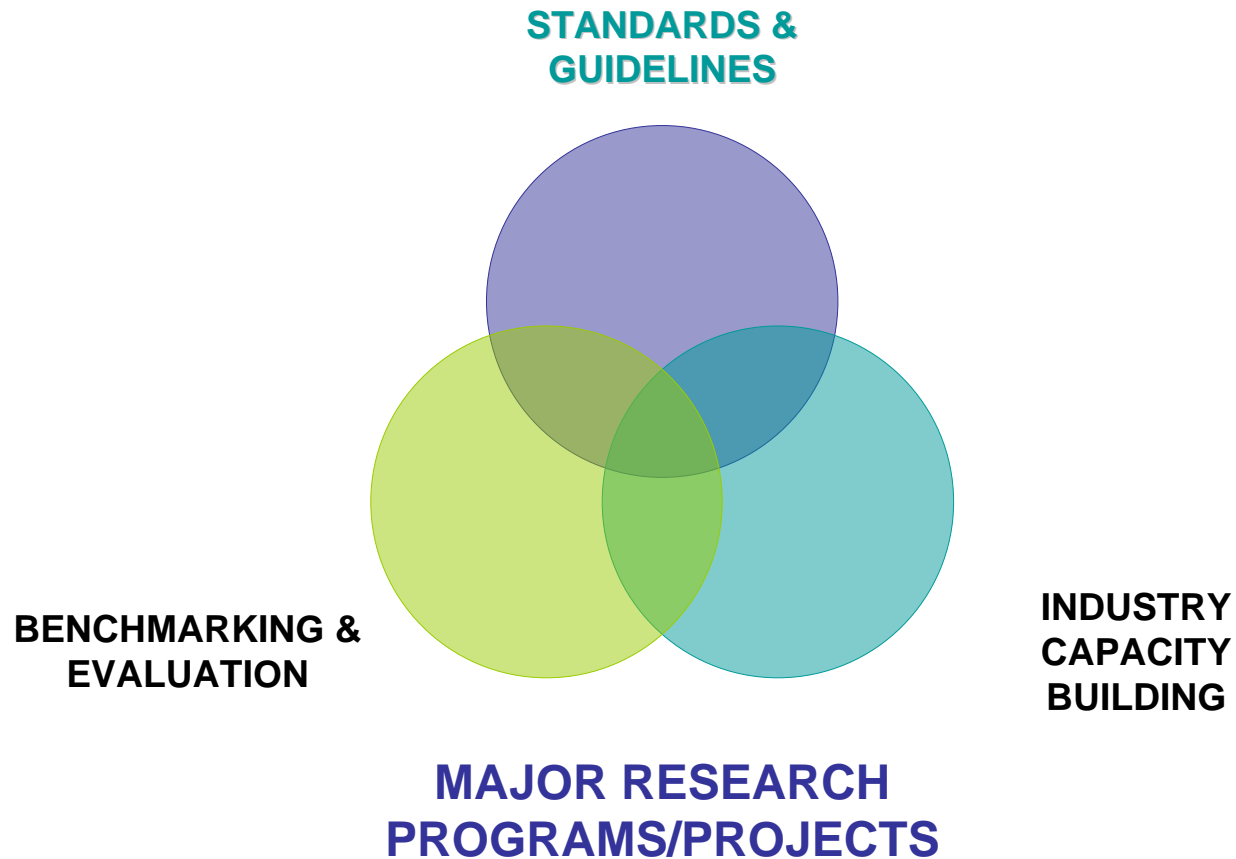 STANDARDS &
GUIDELINES
BENCHMARKING &
EVALUATION
INDUSTRY
CAPACITY
BUILDING
MAJOR RESEARCH
PROGRAMS/PROJECTS